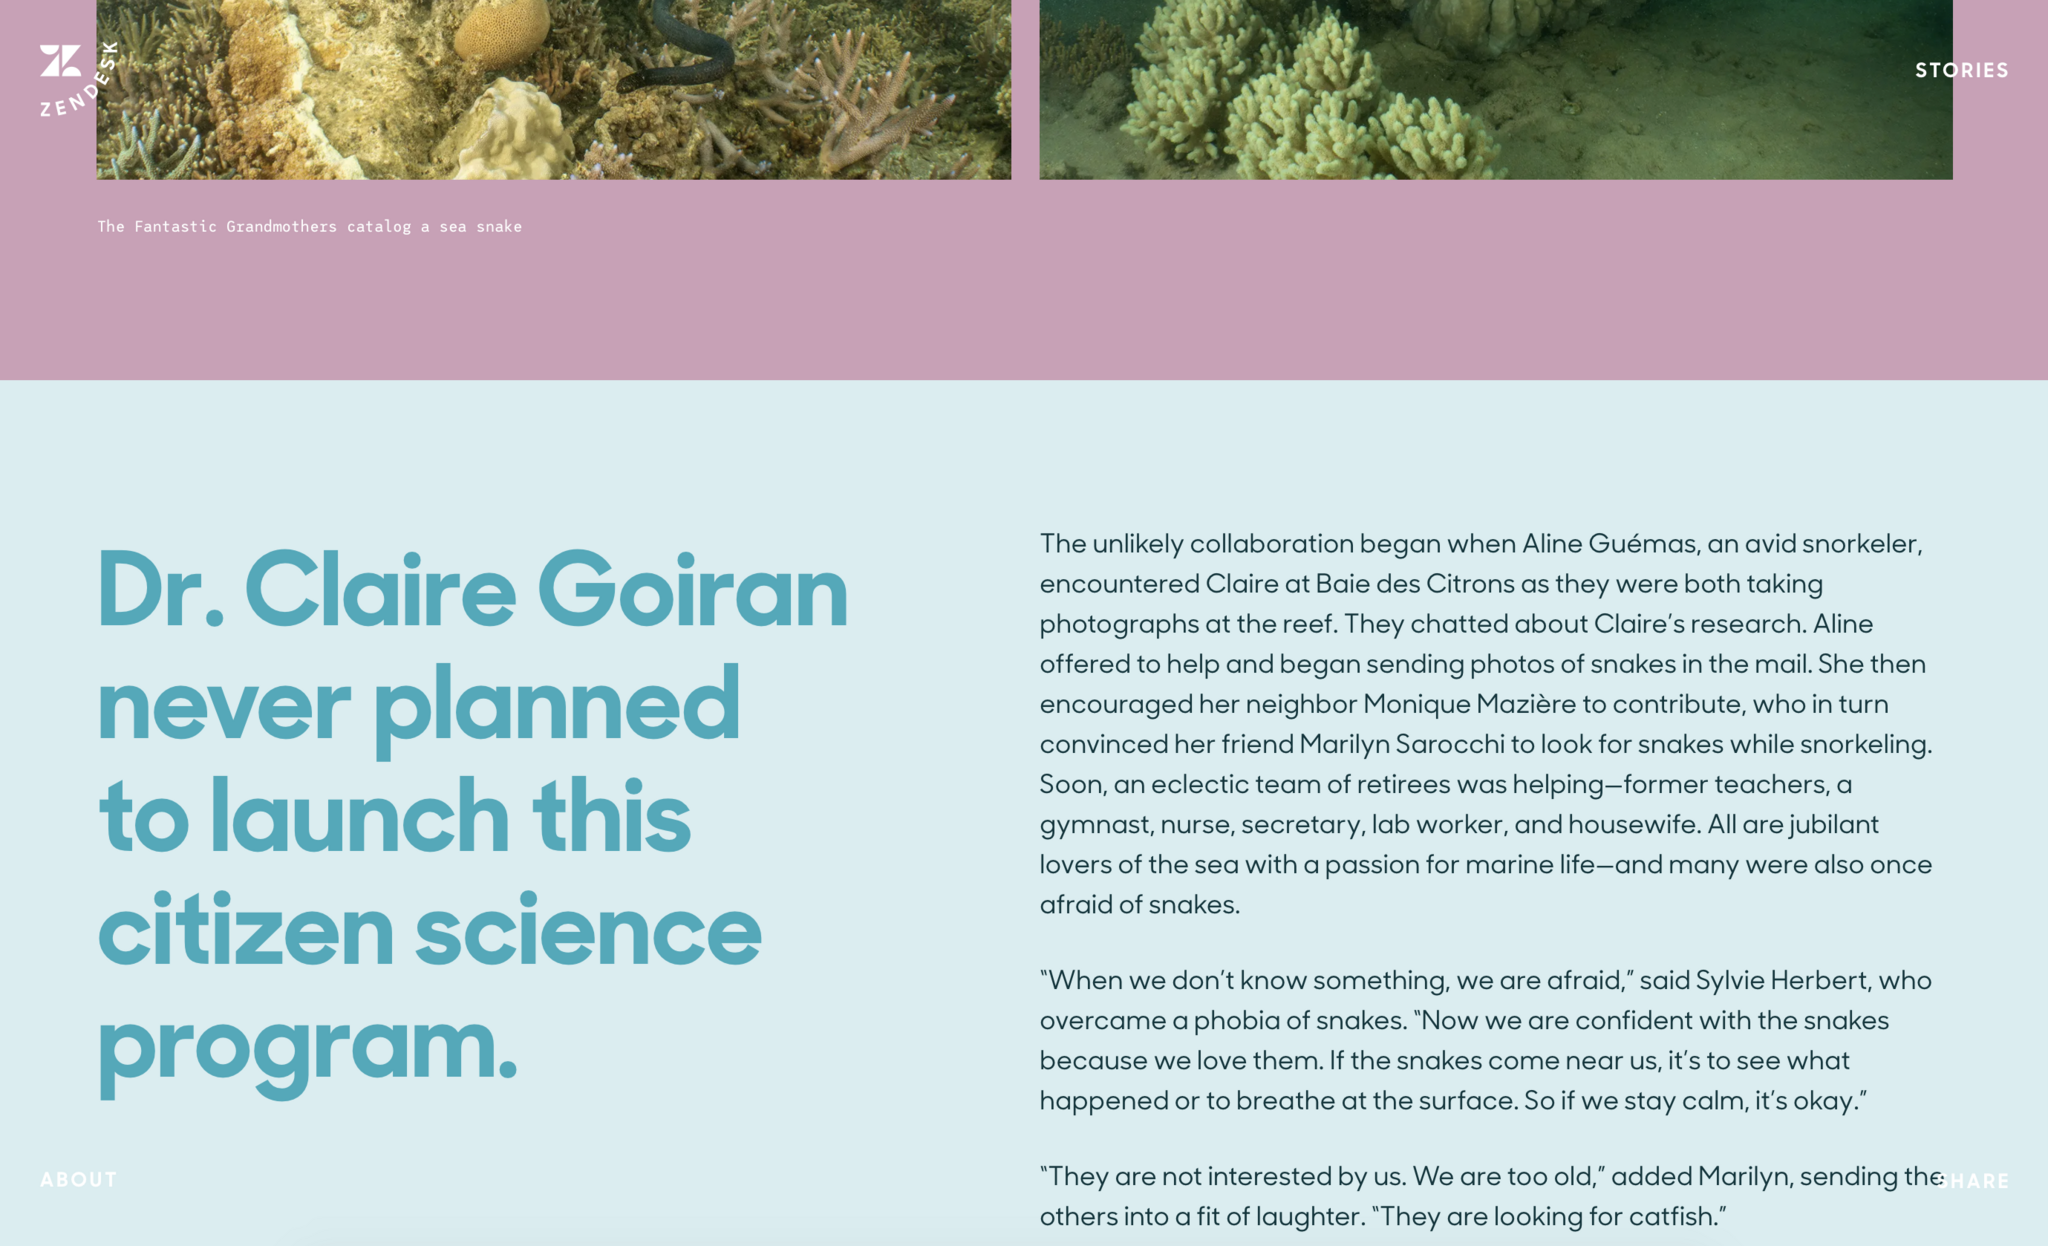 ZENDESK
STORIES
The Fantastic Grandmothers catalog a sea snake
Dr. Claire Goiran
never planned
to launch this
citizen science
program.
The unlikely collaboration began when Aline Guémas, an avid snorkeler,
encountered Claire at Baie des Citrons as they were both taking
photographs at the reef. They chatted about Claire’s research. Aline
offered to help and began sending photos of snakes in the mail. She then
encouraged her neighbor Monique Mazière to contribute, who in turn
convinced her friend Marilyn Sarocchi to look for snakes while snorkeling.
Soon, an eclectic team of retirees was helping—former teachers, a
gymnast, nurse, secretary, lab worker, and housewife. All are jubilant
lovers of the sea with a passion for marine life—and many were also once
afraid of snakes.
“When we don’t know something, we are afraid,” said Sylvie Herbert, who
overcame a phobia of snakes. “Now we are confident with the snakes
because we love them. If the snakes come near us, it’s to see what
happened or to breathe at the surface. So if we stay calm, it’s okay.”
“They are not interested by us. We are too old,” added Marilyn, sending the
others into a fit of laughter. “They are looking for catfish.”
ABOUT
SHARE